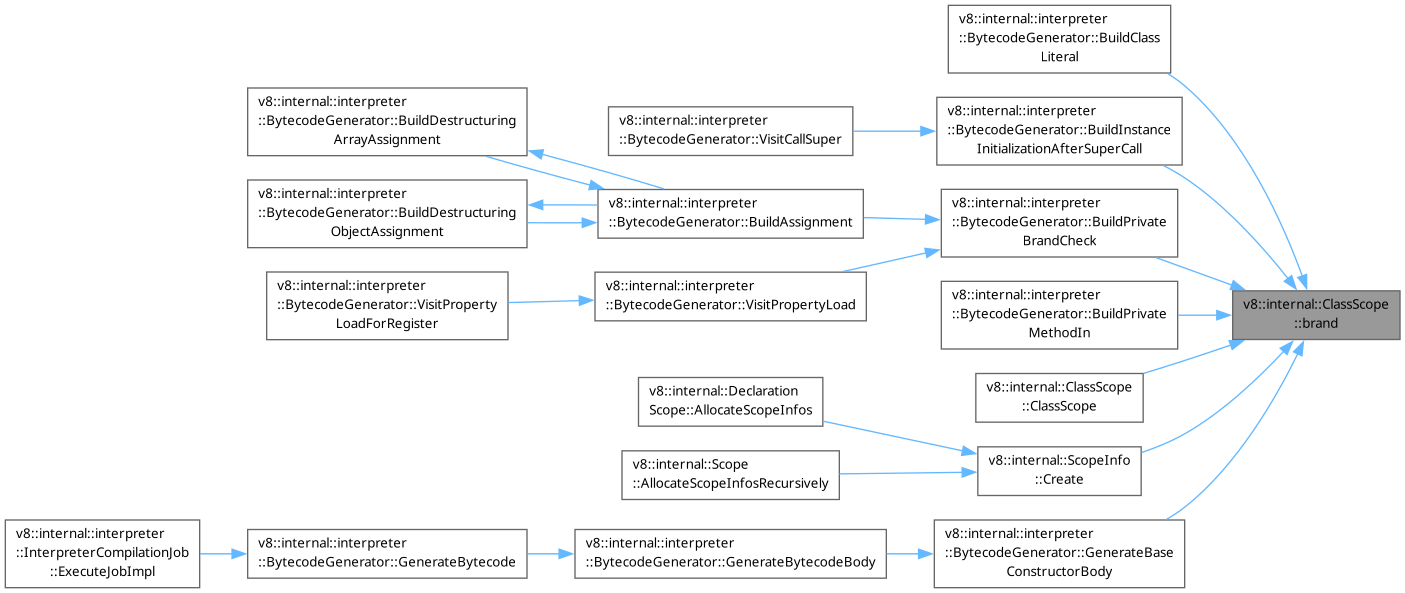 v8::internal::interpreter
::BytecodeGenerator::BuildClass
Literal
v8::internal::interpreter
::BytecodeGenerator::BuildDestructuring
ArrayAssignment
v8::internal::interpreter
::BytecodeGenerator::VisitCallSuper
v8::internal::interpreter
::BytecodeGenerator::BuildInstance
InitializationAfterSuperCall
v8::internal::interpreter
::BytecodeGenerator::BuildDestructuring
ObjectAssignment
v8::internal::interpreter
::BytecodeGenerator::BuildAssignment
v8::internal::interpreter
::BytecodeGenerator::BuildPrivate
BrandCheck
v8::internal::interpreter
::BytecodeGenerator::VisitProperty
LoadForRegister
v8::internal::interpreter
::BytecodeGenerator::VisitPropertyLoad
v8::internal::interpreter
::BytecodeGenerator::BuildPrivate
MethodIn
v8::internal::ClassScope
::brand
v8::internal::ClassScope
::ClassScope
v8::internal::Declaration
Scope::AllocateScopeInfos
v8::internal::Scope
::AllocateScopeInfosRecursively
v8::internal::ScopeInfo
::Create
v8::internal::interpreter
::InterpreterCompilationJob
::ExecuteJobImpl
v8::internal::interpreter
::BytecodeGenerator::GenerateBytecode
v8::internal::interpreter
::BytecodeGenerator::GenerateBytecodeBody
v8::internal::interpreter
::BytecodeGenerator::GenerateBase
ConstructorBody